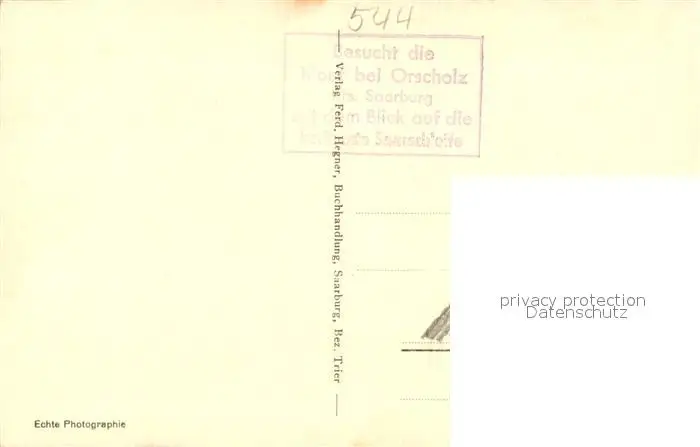 544
Besucht die
bei Orscholz
Saarburg
Blick auf die
Verlag Ferd. Hegner, Buchhandlung, Saarburg, Bez. Trier
privacy protection
Datenschutz
Echte Photographie